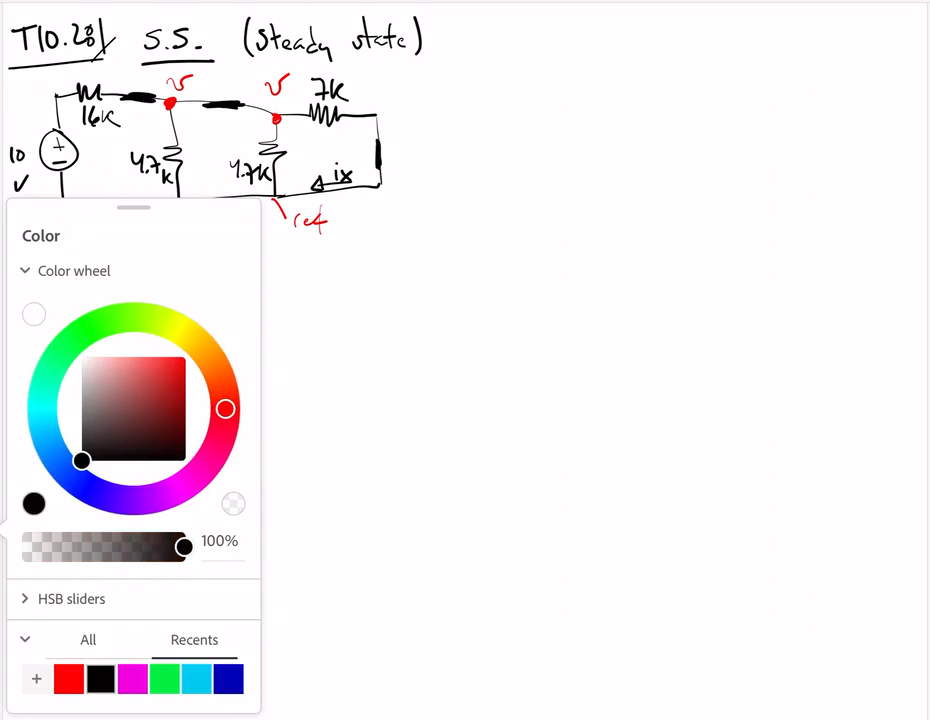 T10.28 S.S. (steady state)
v v 7K
16K
10 V + − 4.7K 4.7K ix
ref
Color
Color wheel
100%
HSB sliders
All Recents
+